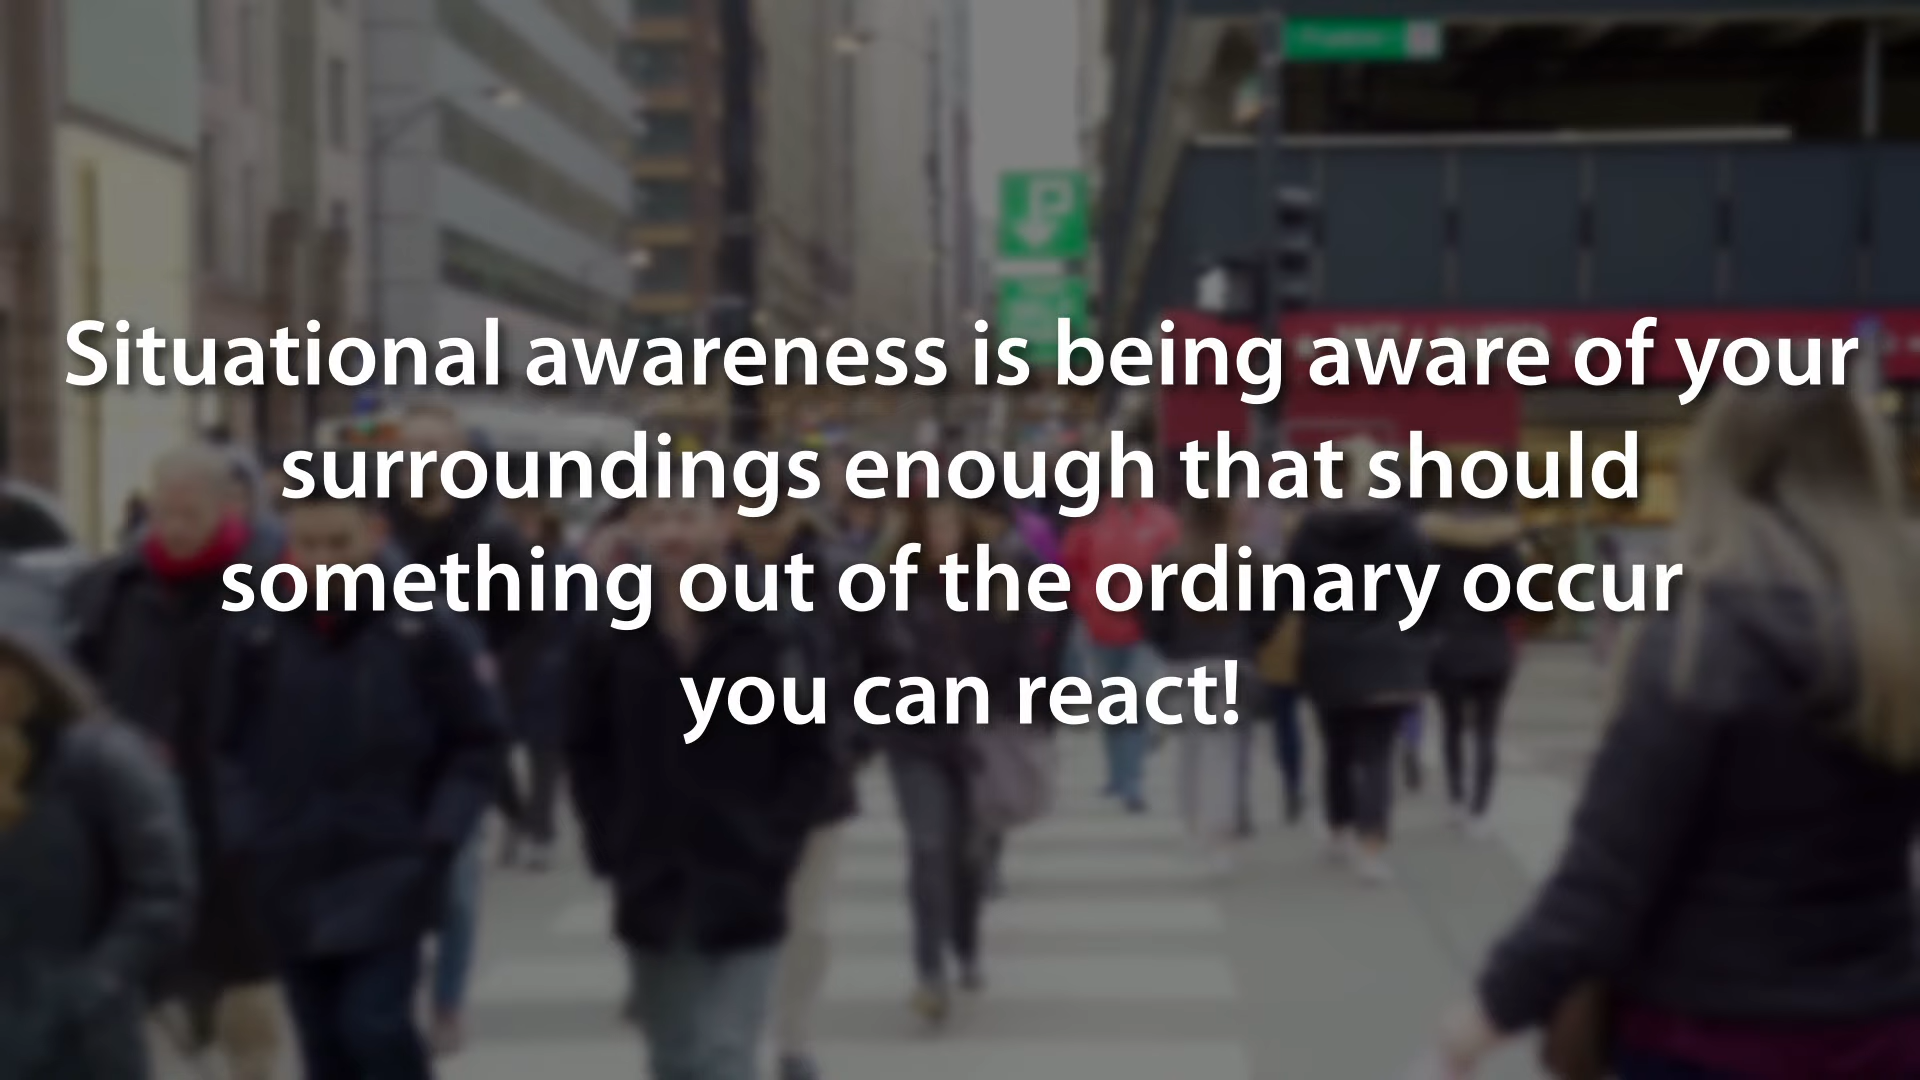 P
Situational awareness is being aware of your
surroundings enough that should
something out of the ordinary occur
you can react!